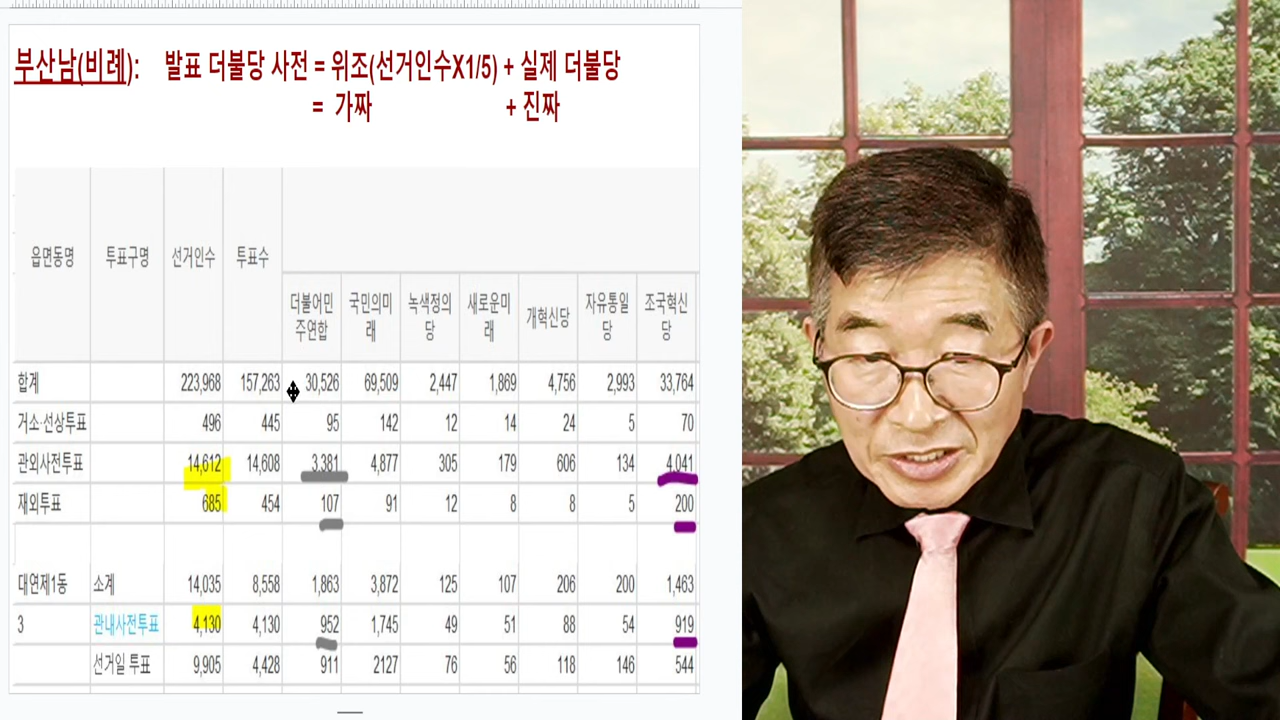 부산남(비례): 발표 더불당 사전 = 위조(선거인수X1/5) + 실제 더불당
= 가짜 + 진짜
읍면동명 투표구명 선거인수 투표수 더불어민주연합 국민의미래 녹색정의당 새로운미래 개혁신당 자유통일당 조국혁신당
합계 223,968 157,263 30,526 69,509 2,447 1,869 4,756 2,993 33,764
거소·선상투표 496 445 95 142 12 14 24 5 70
관외사전투표 14,612 14,608 3,381 4,877 305 179 606 134 4,041
재외투표 685 454 107 91 12 8 8 5 200
대연제1동 소계 14,035 8,558 1,863 3,872 125 107 206 200 1,463
3 관내사전투표 4,130 4,130 952 1,745 49 51 88 54 919
선거일 투표 9,905 4,428 911 2127 76 56 118 146 544